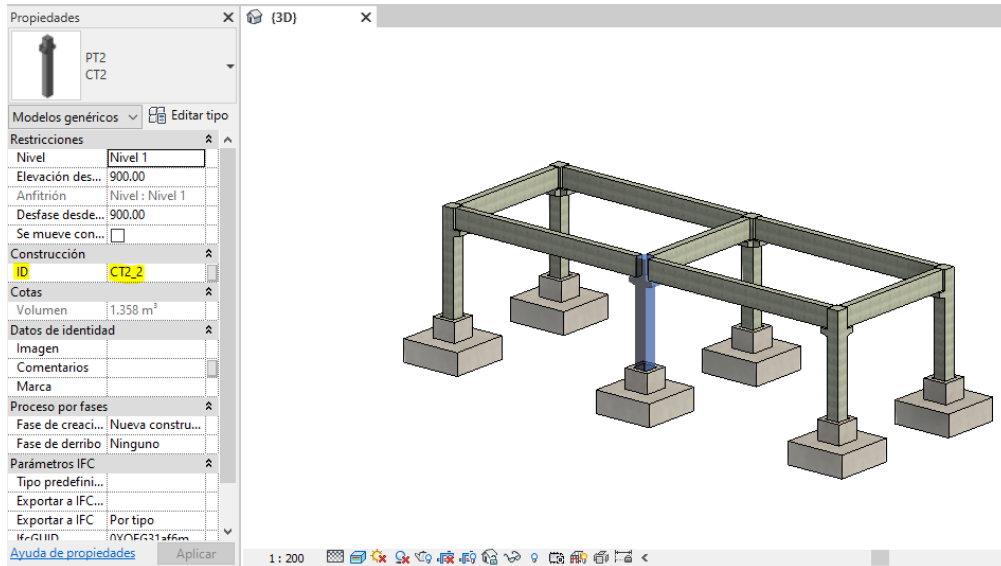 Propiedades
{3D}
PT2
CT2
Modelos genéricos
Editar tipo
Restricciones
Nivel Nivel 1
Elevación des... 900.00
Anfitrión Nivel : Nivel 1
Desfase desde... 900.00
Se mueve con...
Construcción
ID CT2_2
Cotas
Volumen 1.358 m³
Datos de identidad
Imagen
Comentarios
Marca
Proceso por fases
Fase de creaci... Nueva constru...
Fase de derribo Ninguno
Parámetros IFC
Tipo predefini...
Exportar a IFC...
Exportar a IFC Por tipo
IfcGUID
Ayuda de propiedades
Aplicar
1 : 200